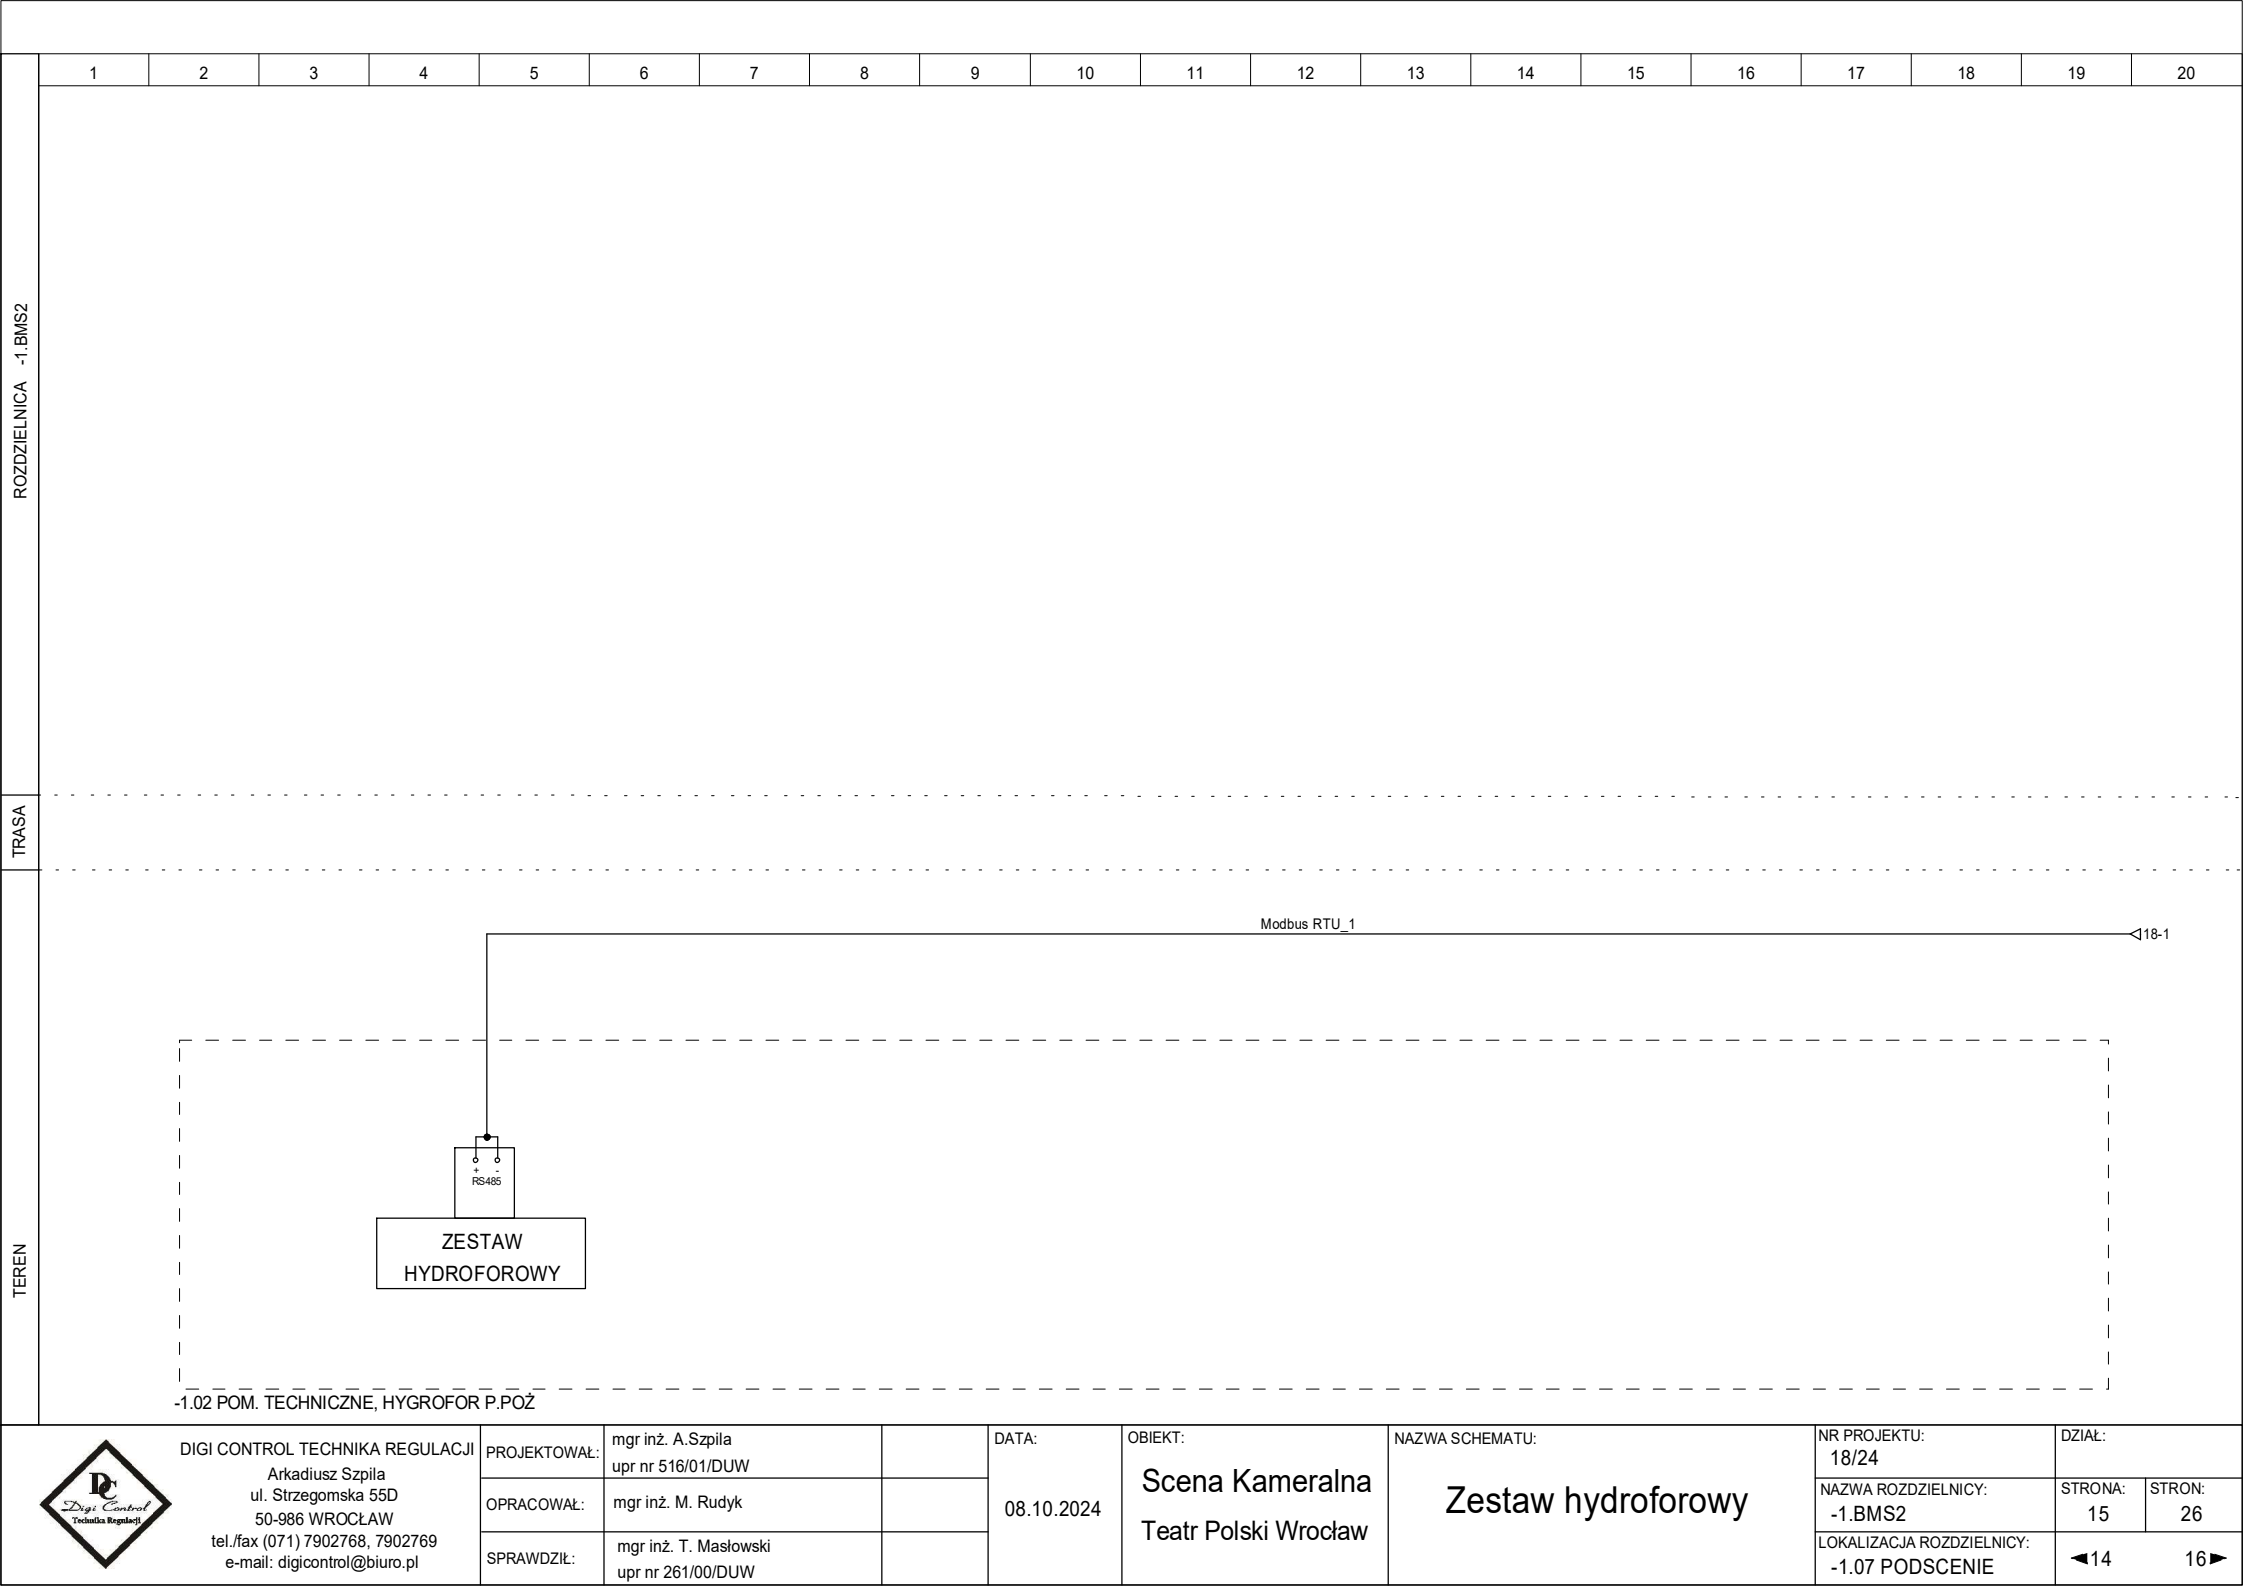 1 2 3 4 5 6 7 8 9 10 11 12 13 14 15 16 17 18 19 20
ROZDZIELNICA -1.BMS2
TRASA
TEREN
Modbus RTU_1
18-1
+ -
RS485
ZESTAW
HYDROFOROWY
-1.02 POM. TECHNICZNE, HYGROFOR P.POŻ
DC
Digi Control
Technika Regulacji
DIGI CONTROL TECHNIKA REGULACJI
Arkadiusz Szpila
ul. Strzegomska 55D
50-986 WROCŁAW
tel./fax (071) 7902768, 7902769
e-mail: digicontrol@biuro.pl
PROJEKTOWAŁ:
mgr inż. A.Szpila
upr nr 516/01/DUW
OPRACOWAŁ:
mgr inż. M. Rudyk
SPRAWDZIŁ:
mgr inż. T. Masłowski
upr nr 261/00/DUW
DATA:
08.10.2024
OBIEKT:
Scena Kameralna
Teatr Polski Wrocław
NAZWA SCHEMATU:
Zestaw hydroforowy
NR PROJEKTU:
18/24
NAZWA ROZDZIELNICY:
-1.BMS2
LOKALIZACJA ROZDZIELNICY:
-1.07 PODSCENIE
DZIAŁ:
STRONA:
15
STRON:
26
14
16